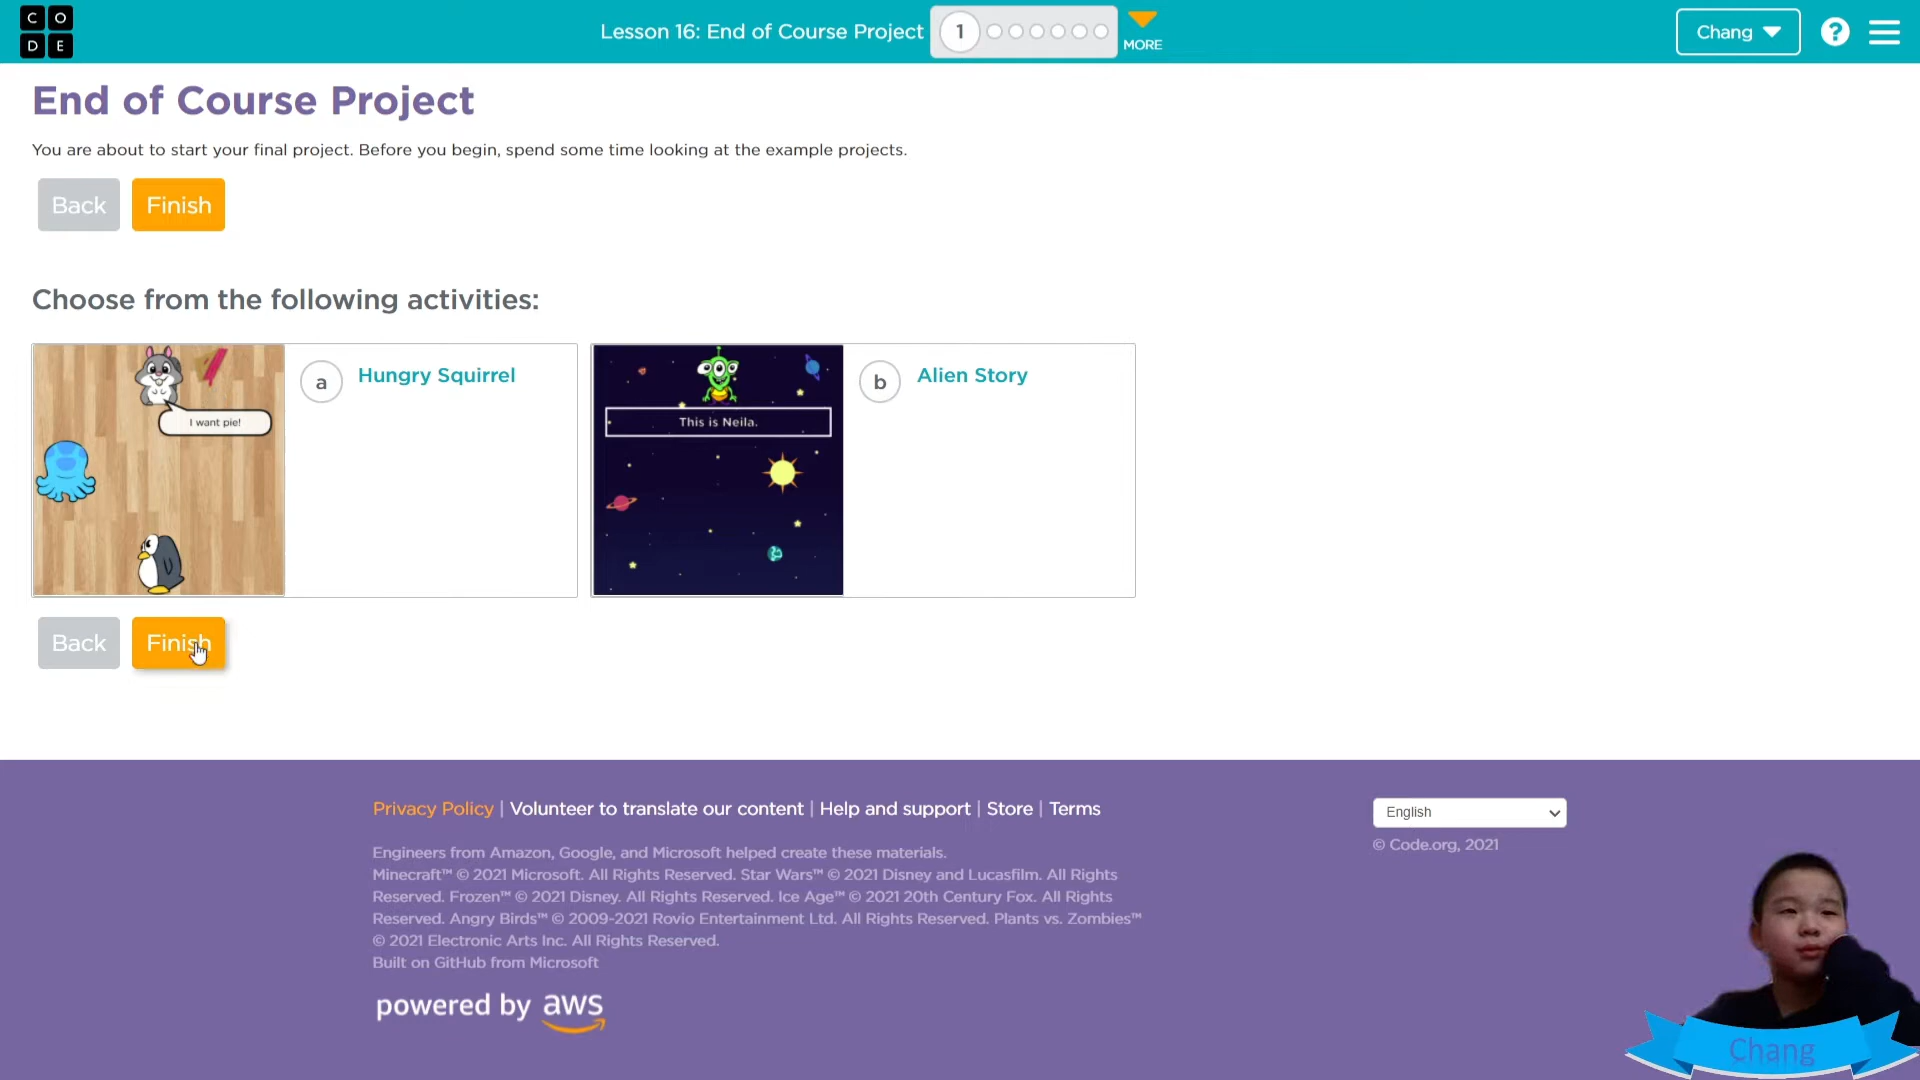 CODE
Lesson 16: End of Course Project
1
MORE
Chang
?
End of Course Project
You are about to start your final project. Before you begin, spend some time looking at the example projects.
Back
Finish
Choose from the following activities:
I want pie!
a
Hungry Squirrel
This is Neila.
b
Alien Story
Back
Finish
Privacy Policy | Volunteer to translate our content | Help and support | Store | Terms
English
© Code.org, 2021
Engineers from Amazon, Google, and Microsoft helped create these materials.
Minecraft™ © 2021 Microsoft. All Rights Reserved. Star Wars™ © 2021 Disney and Lucasfilm. All Rights
Reserved. Frozen™ © 2021 Disney. All Rights Reserved. Ice Age™ © 2021 20th Century Fox. All Rights
Reserved. Angry Birds™ © 2009-2021 Rovio Entertainment Ltd. All Rights Reserved. Plants vs. Zombies™
© 2021 Electronic Arts Inc. All Rights Reserved.
Built on GitHub from Microsoft
powered by aws
Chang